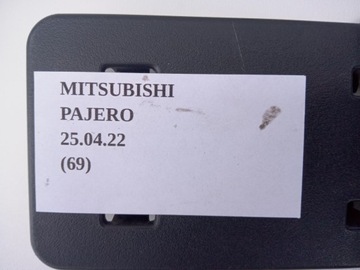 MITSUBISHI
PAJERO
25.04.22
(69)